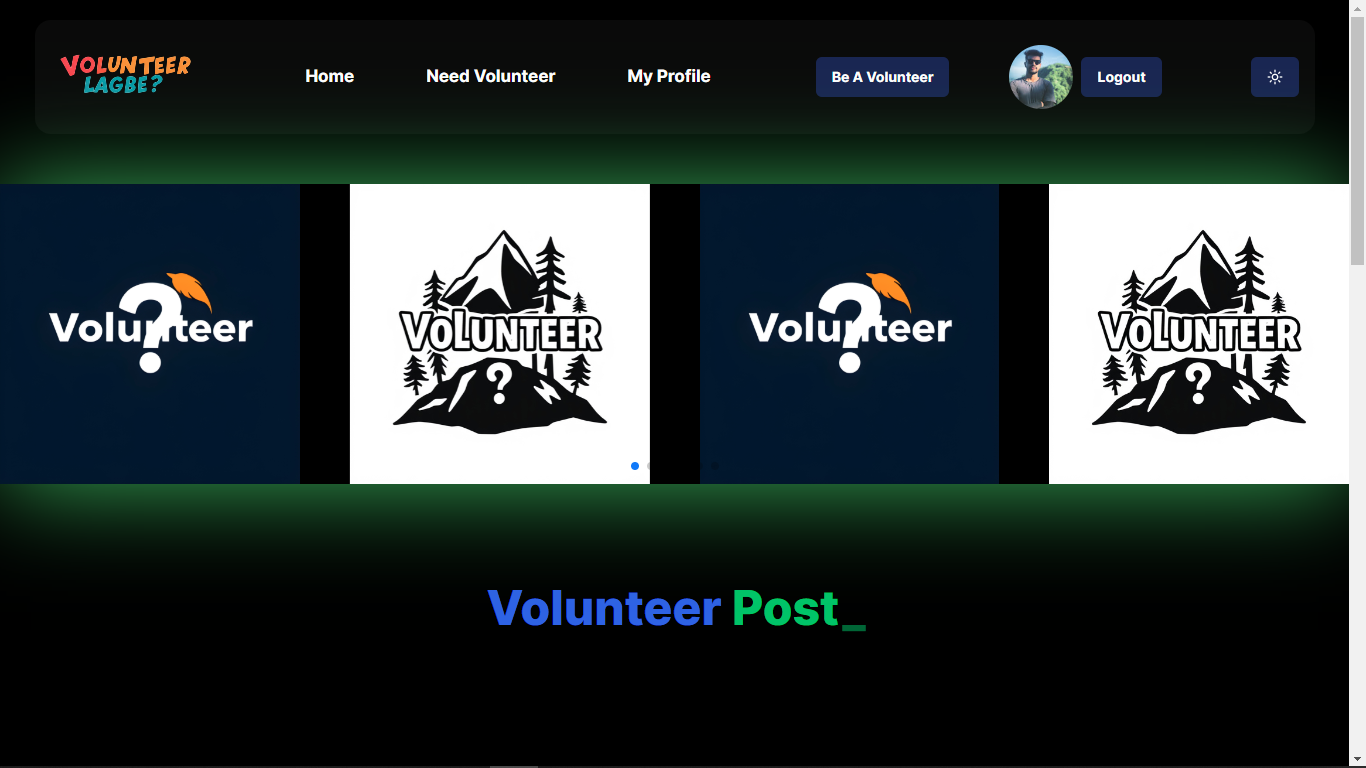 VOLUNTEER
LAGBE?
Home
Need Volunteer
My Profile
Be A Volunteer
Logout
Volunteer
?
VOLUNTEER
?
Volunteer
?
VOLUNTEER
?
Volunteer Post_